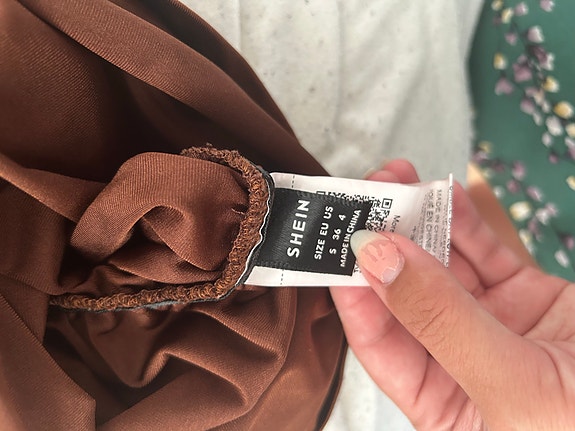 SHEIN
SIZE EU US
S 36 4
MADE IN CHINA
MADE IN CHINA